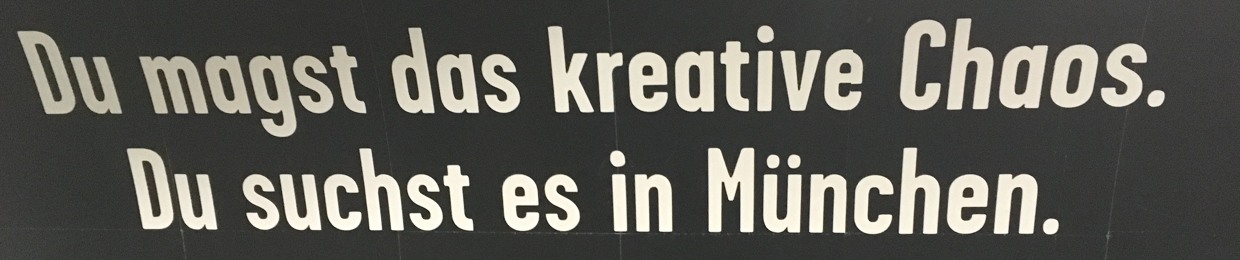 Du magst das kreative Chaos.
Du suchst es in München.